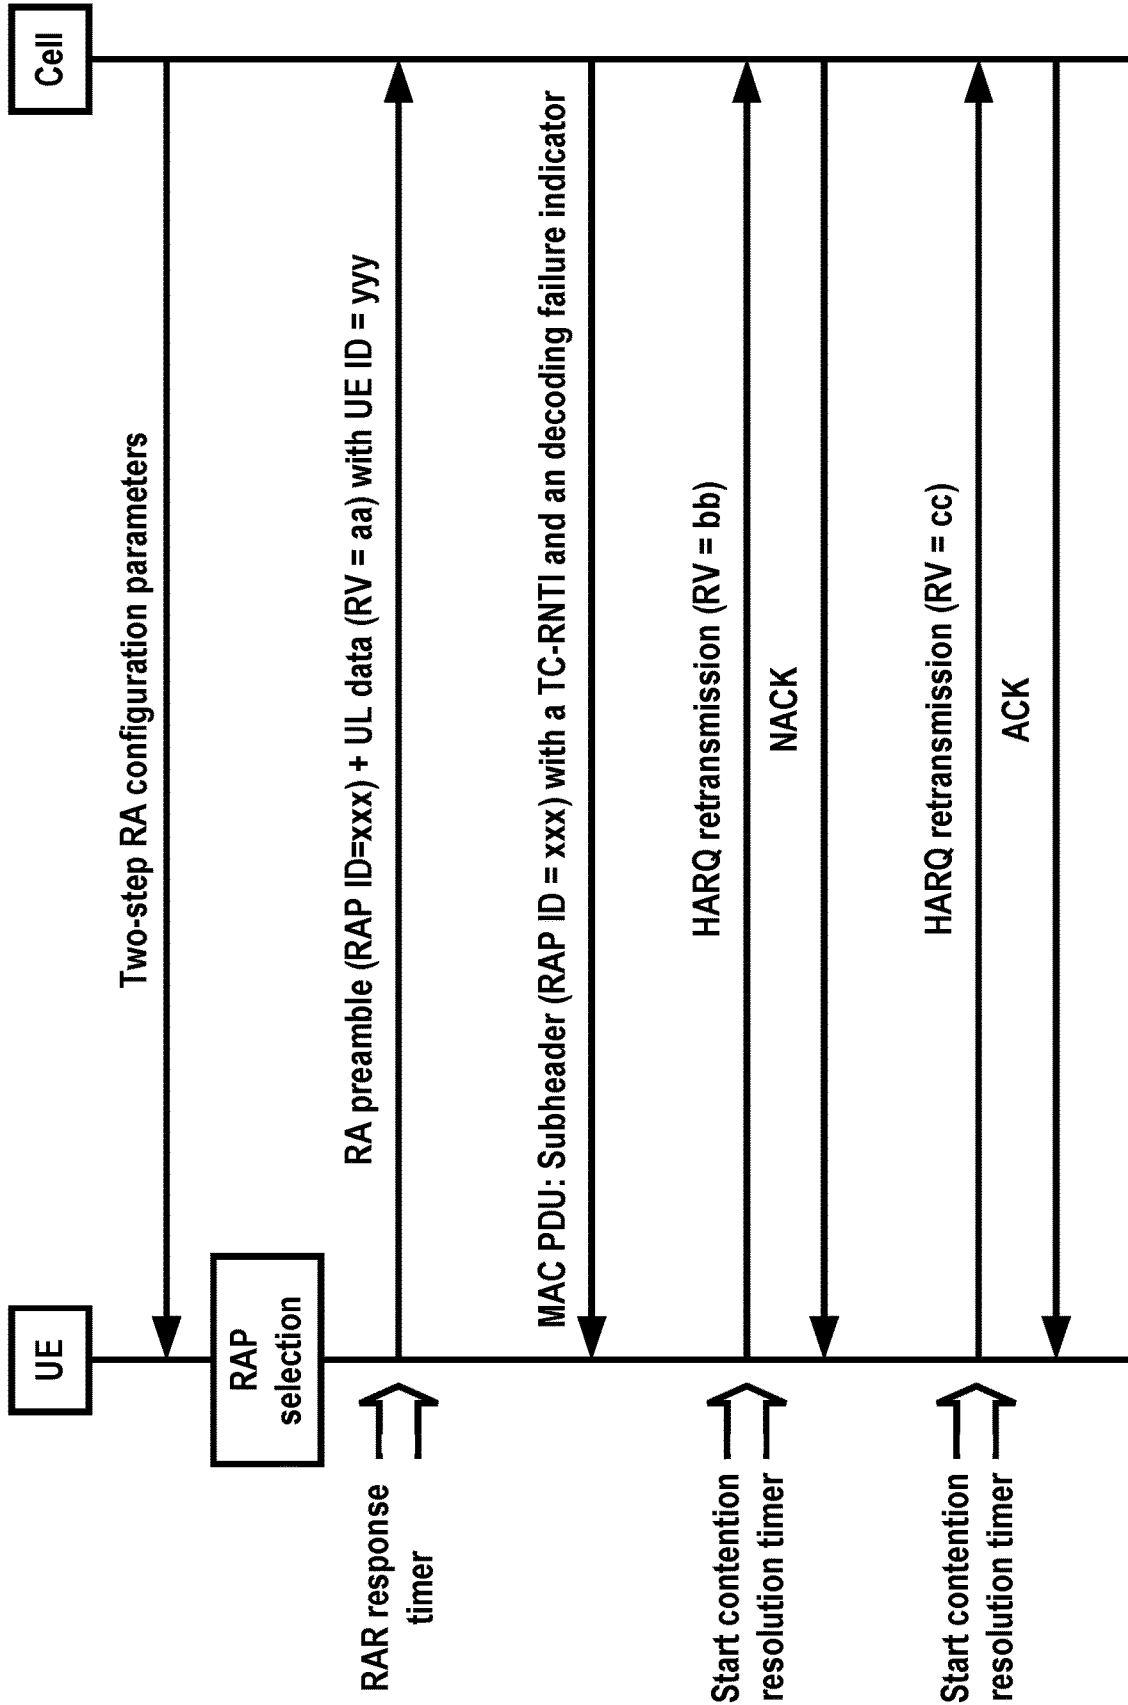 UE
Cell
Two-step RA configuration parameters
RAP
selection
RAR response
timer
RA preamble (RAP ID=xxx) + UL data (RV = aa) with UE ID = yyy
MAC PDU: Subheader (RAP ID = xxx) with a TC-RNTI and an decoding failure indicator
Start contention
resolution timer
HARQ retransmission (RV = bb)
NACK
Start contention
resolution timer
HARQ retransmission (RV = cc)
ACK